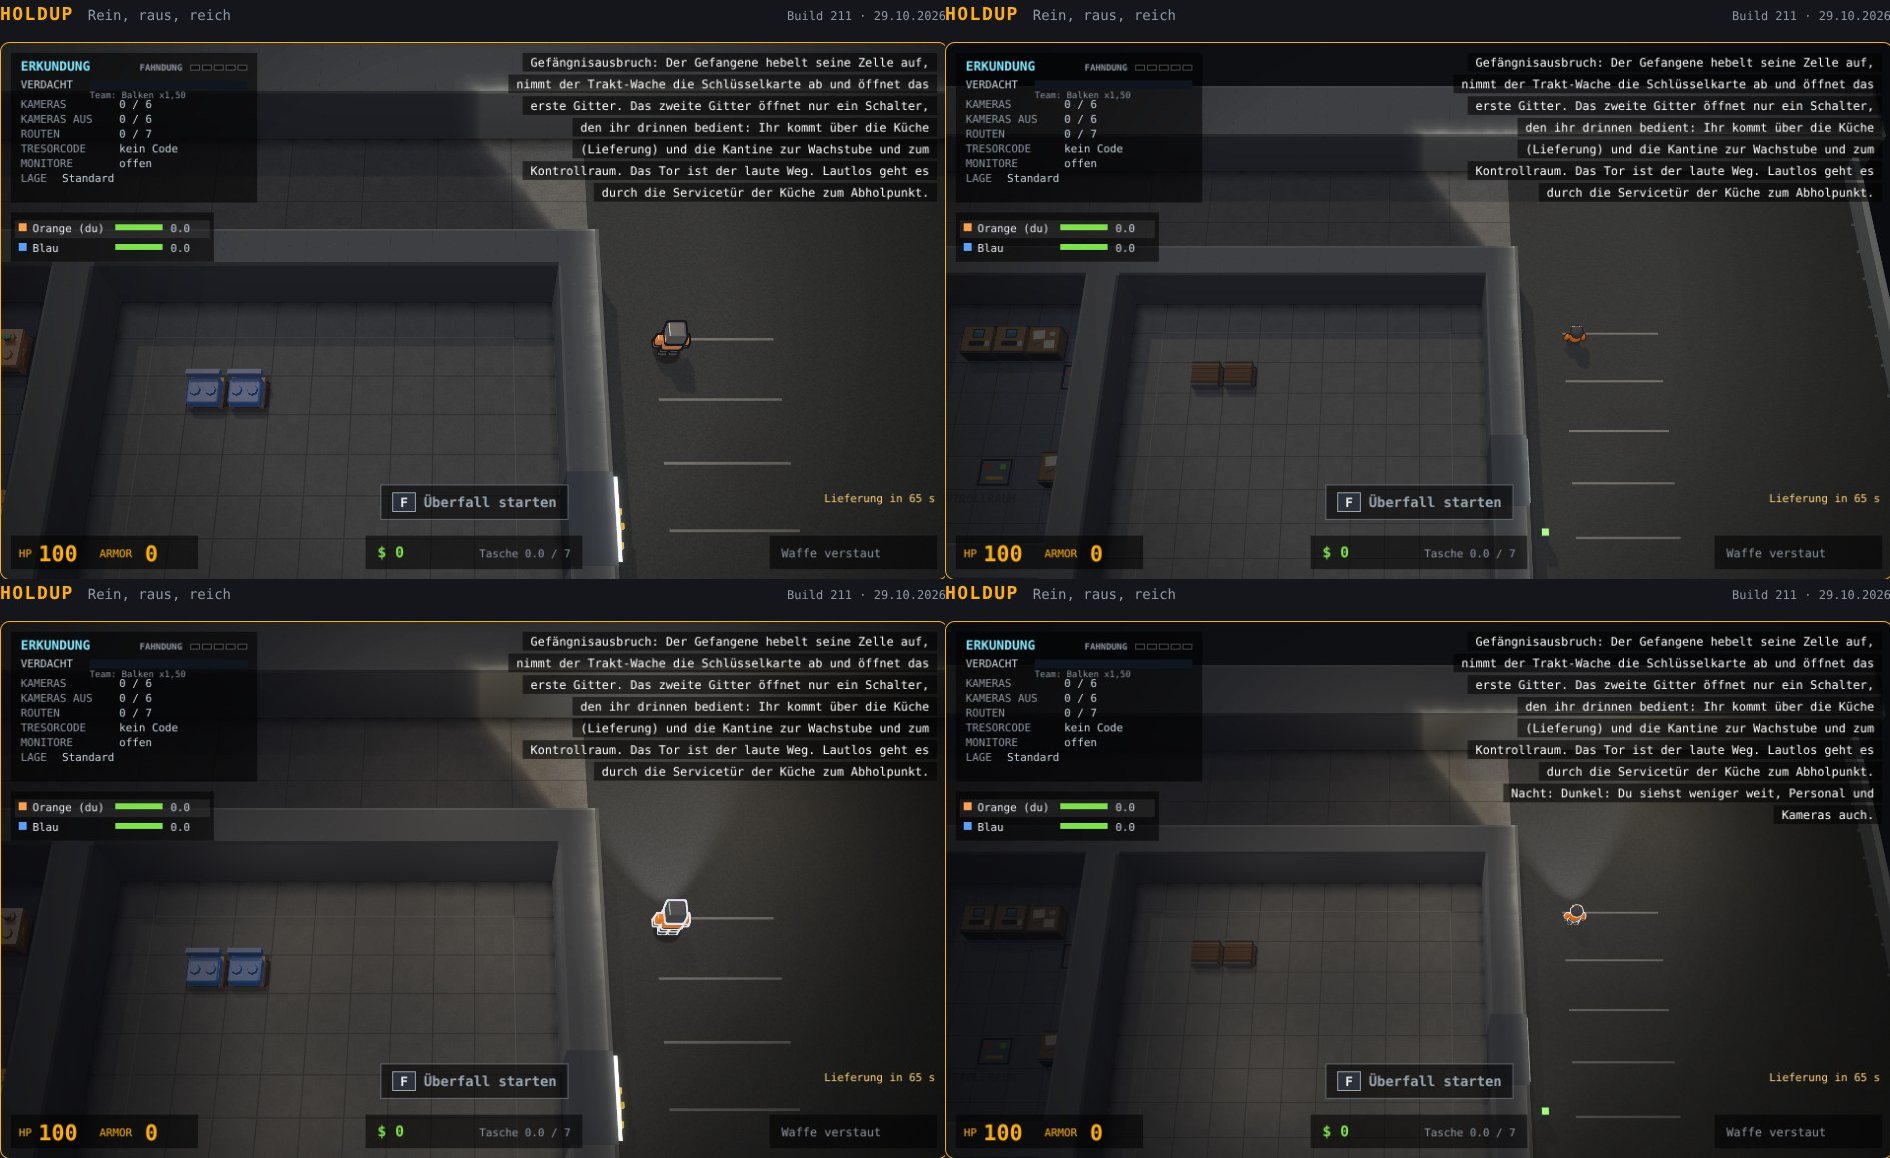 HOLDUP Rein, raus, reich
Build 211 · 29.10.2026
ERKUNDUNG
FAHNDUNG
VERDACHT
Team: Balken x1,50
KAMERAS 0 / 6
KAMERAS AUS 0 / 6
ROUTEN 0 / 7
TRESORCODE kein Code
MONITORE offen
LAGE Standard
Orange (du) 0.0
Blau 0.0
Gefängnisausbruch: Der Gefangene hebelt seine Zelle auf,
nimmt der Trakt-Wache die Schlüsselkarte ab und öffnet das
erste Gitter. Das zweite Gitter öffnet nur ein Schalter,
den ihr drinnen bedient: Ihr kommt über die Küche
(Lieferung) und die Kantine zur Wachstube und zum
Kontrollraum. Das Tor ist der laute Weg. Lautlos geht es
durch die Servicetür der Küche zum Abholpunkt.
F Überfall starten
Lieferung in 65 s
HP 100 ARMOR 0
$ 0 Tasche 0.0 / 7
Waffe verstaut
HOLDUP Rein, raus, reich
Build 211 · 29.10.2026
ERKUNDUNG
FAHNDUNG
VERDACHT
Team: Balken x1,50
KAMERAS 0 / 6
KAMERAS AUS 0 / 6
ROUTEN 0 / 7
TRESORCODE kein Code
MONITORE offen
LAGE Standard
Orange (du) 0.0
Blau 0.0
Gefängnisausbruch: Der Gefangene hebelt seine Zelle auf,
nimmt der Trakt-Wache die Schlüsselkarte ab und öffnet das
erste Gitter. Das zweite Gitter öffnet nur ein Schalter,
den ihr drinnen bedient: Ihr kommt über die Küche
(Lieferung) und die Kantine zur Wachstube und zum
Kontrollraum. Das Tor ist der laute Weg. Lautlos geht es
durch die Servicetür der Küche zum Abholpunkt.
F Überfall starten
Lieferung in 65 s
HP 100 ARMOR 0
$ 0 Tasche 0.0 / 7
Waffe verstaut
HOLDUP Rein, raus, reich
Build 211 · 29.10.2026
ERKUNDUNG
FAHNDUNG
VERDACHT
Team: Balken x1,50
KAMERAS 0 / 6
KAMERAS AUS 0 / 6
ROUTEN 0 / 7
TRESORCODE kein Code
MONITORE offen
LAGE Standard
Orange (du) 0.0
Blau 0.0
Gefängnisausbruch: Der Gefangene hebelt seine Zelle auf,
nimmt der Trakt-Wache die Schlüsselkarte ab und öffnet das
erste Gitter. Das zweite Gitter öffnet nur ein Schalter,
den ihr drinnen bedient: Ihr kommt über die Küche
(Lieferung) und die Kantine zur Wachstube und zum
Kontrollraum. Das Tor ist der laute Weg. Lautlos geht es
durch die Servicetür der Küche zum Abholpunkt.
F Überfall starten
Lieferung in 65 s
HP 100 ARMOR 0
$ 0 Tasche 0.0 / 7
Waffe verstaut
HOLDUP Rein, raus, reich
Build 211 · 29.10.2026
ERKUNDUNG
FAHNDUNG
VERDACHT
Team: Balken x1,50
KAMERAS 0 / 6
KAMERAS AUS 0 / 6
ROUTEN 0 / 7
TRESORCODE kein Code
MONITORE offen
LAGE Standard
Orange (du) 0.0
Blau 0.0
Gefängnisausbruch: Der Gefangene hebelt seine Zelle auf,
nimmt der Trakt-Wache die Schlüsselkarte ab und öffnet das
erste Gitter. Das zweite Gitter öffnet nur ein Schalter,
den ihr drinnen bedient: Ihr kommt über die Küche
(Lieferung) und die Kantine zur Wachstube und zum
Kontrollraum. Das Tor ist der laute Weg. Lautlos geht es
durch die Servicetür der Küche zum Abholpunkt.
Nacht: Dunkel: Du siehst weniger weit, Personal und
Kameras auch.
F Überfall starten
Lieferung in 65 s
HP 100 ARMOR 0
$ 0 Tasche 0.0 / 7
Waffe verstaut